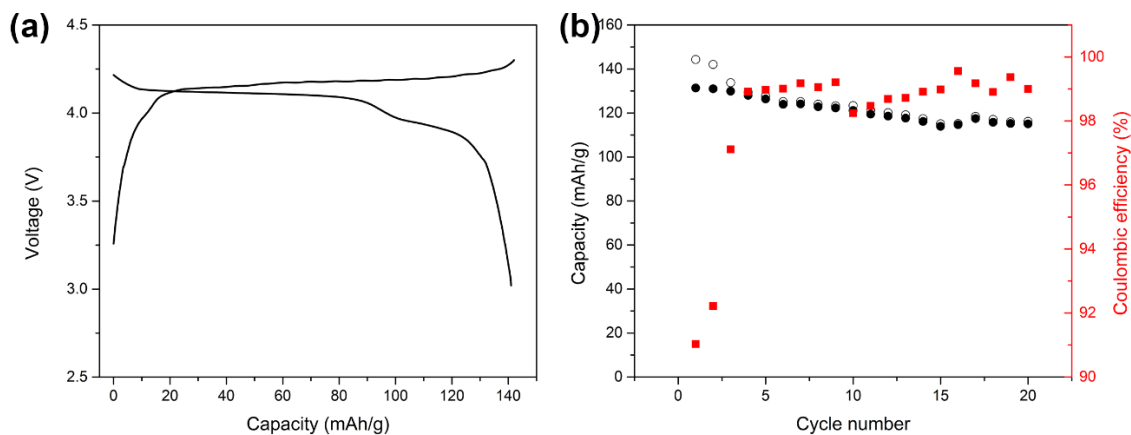 (a)
4.5
4.0
3.5
3.0
2.5
Voltage (V)
0 20 40 60 80 100 120 140
Capacity (mAh/g)
(b)
160
140
120
100
80
60
40
20
0
Capacity (mAh/g)
0 5 10 15 20
Cycle number
100
98
96
94
92
91
90
Coulombic efficiency (%)